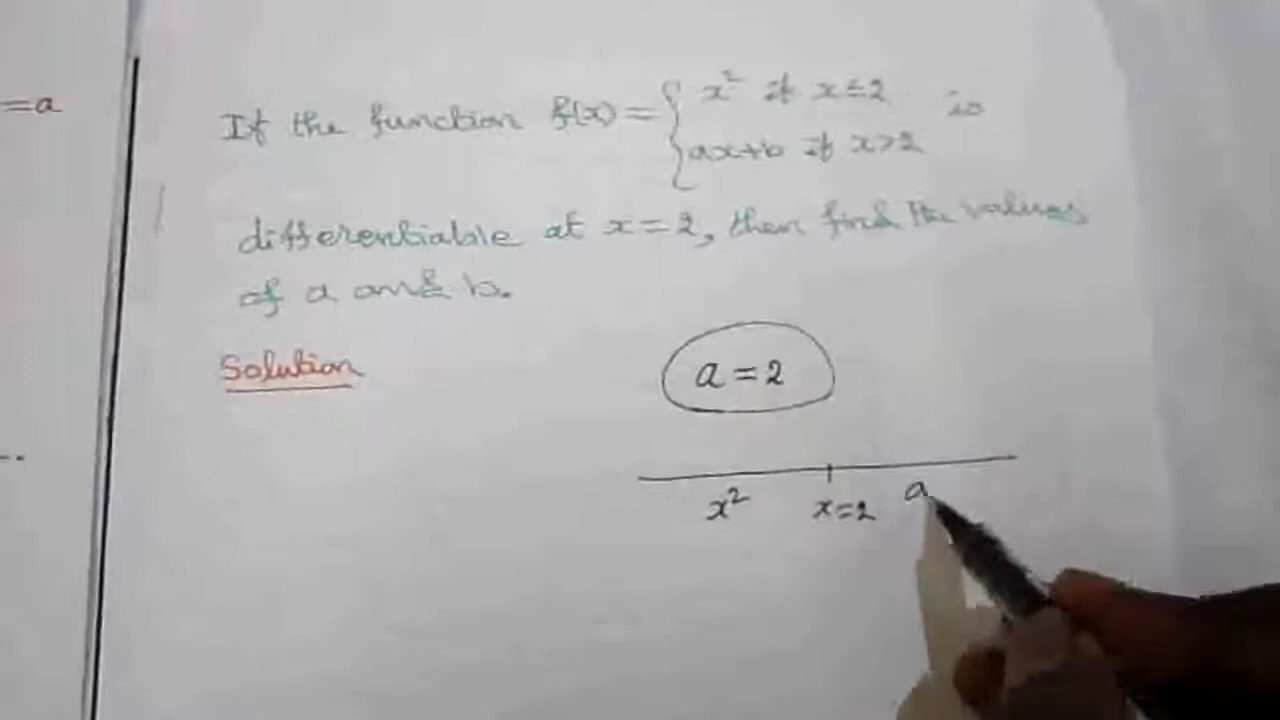 =a
If the function f(x) = { x² if x≤2 is
ax+b if x>2
differentiable at x=2, then find the values
of a and b.
Solution
a=2
x² x=2 a